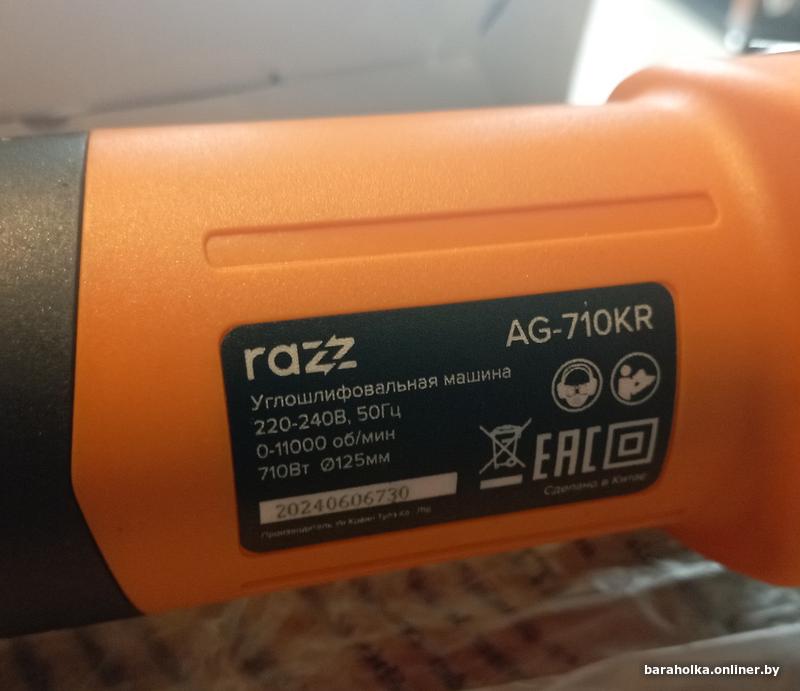 razz
AG-710KR
Углошлифовальная машина
220-240В, 50Гц
0-11000 об/мин
710Вт Ø125мм
20240606730
EAC
Сделано в Китае
Производитель:
baraholka.onliner.by